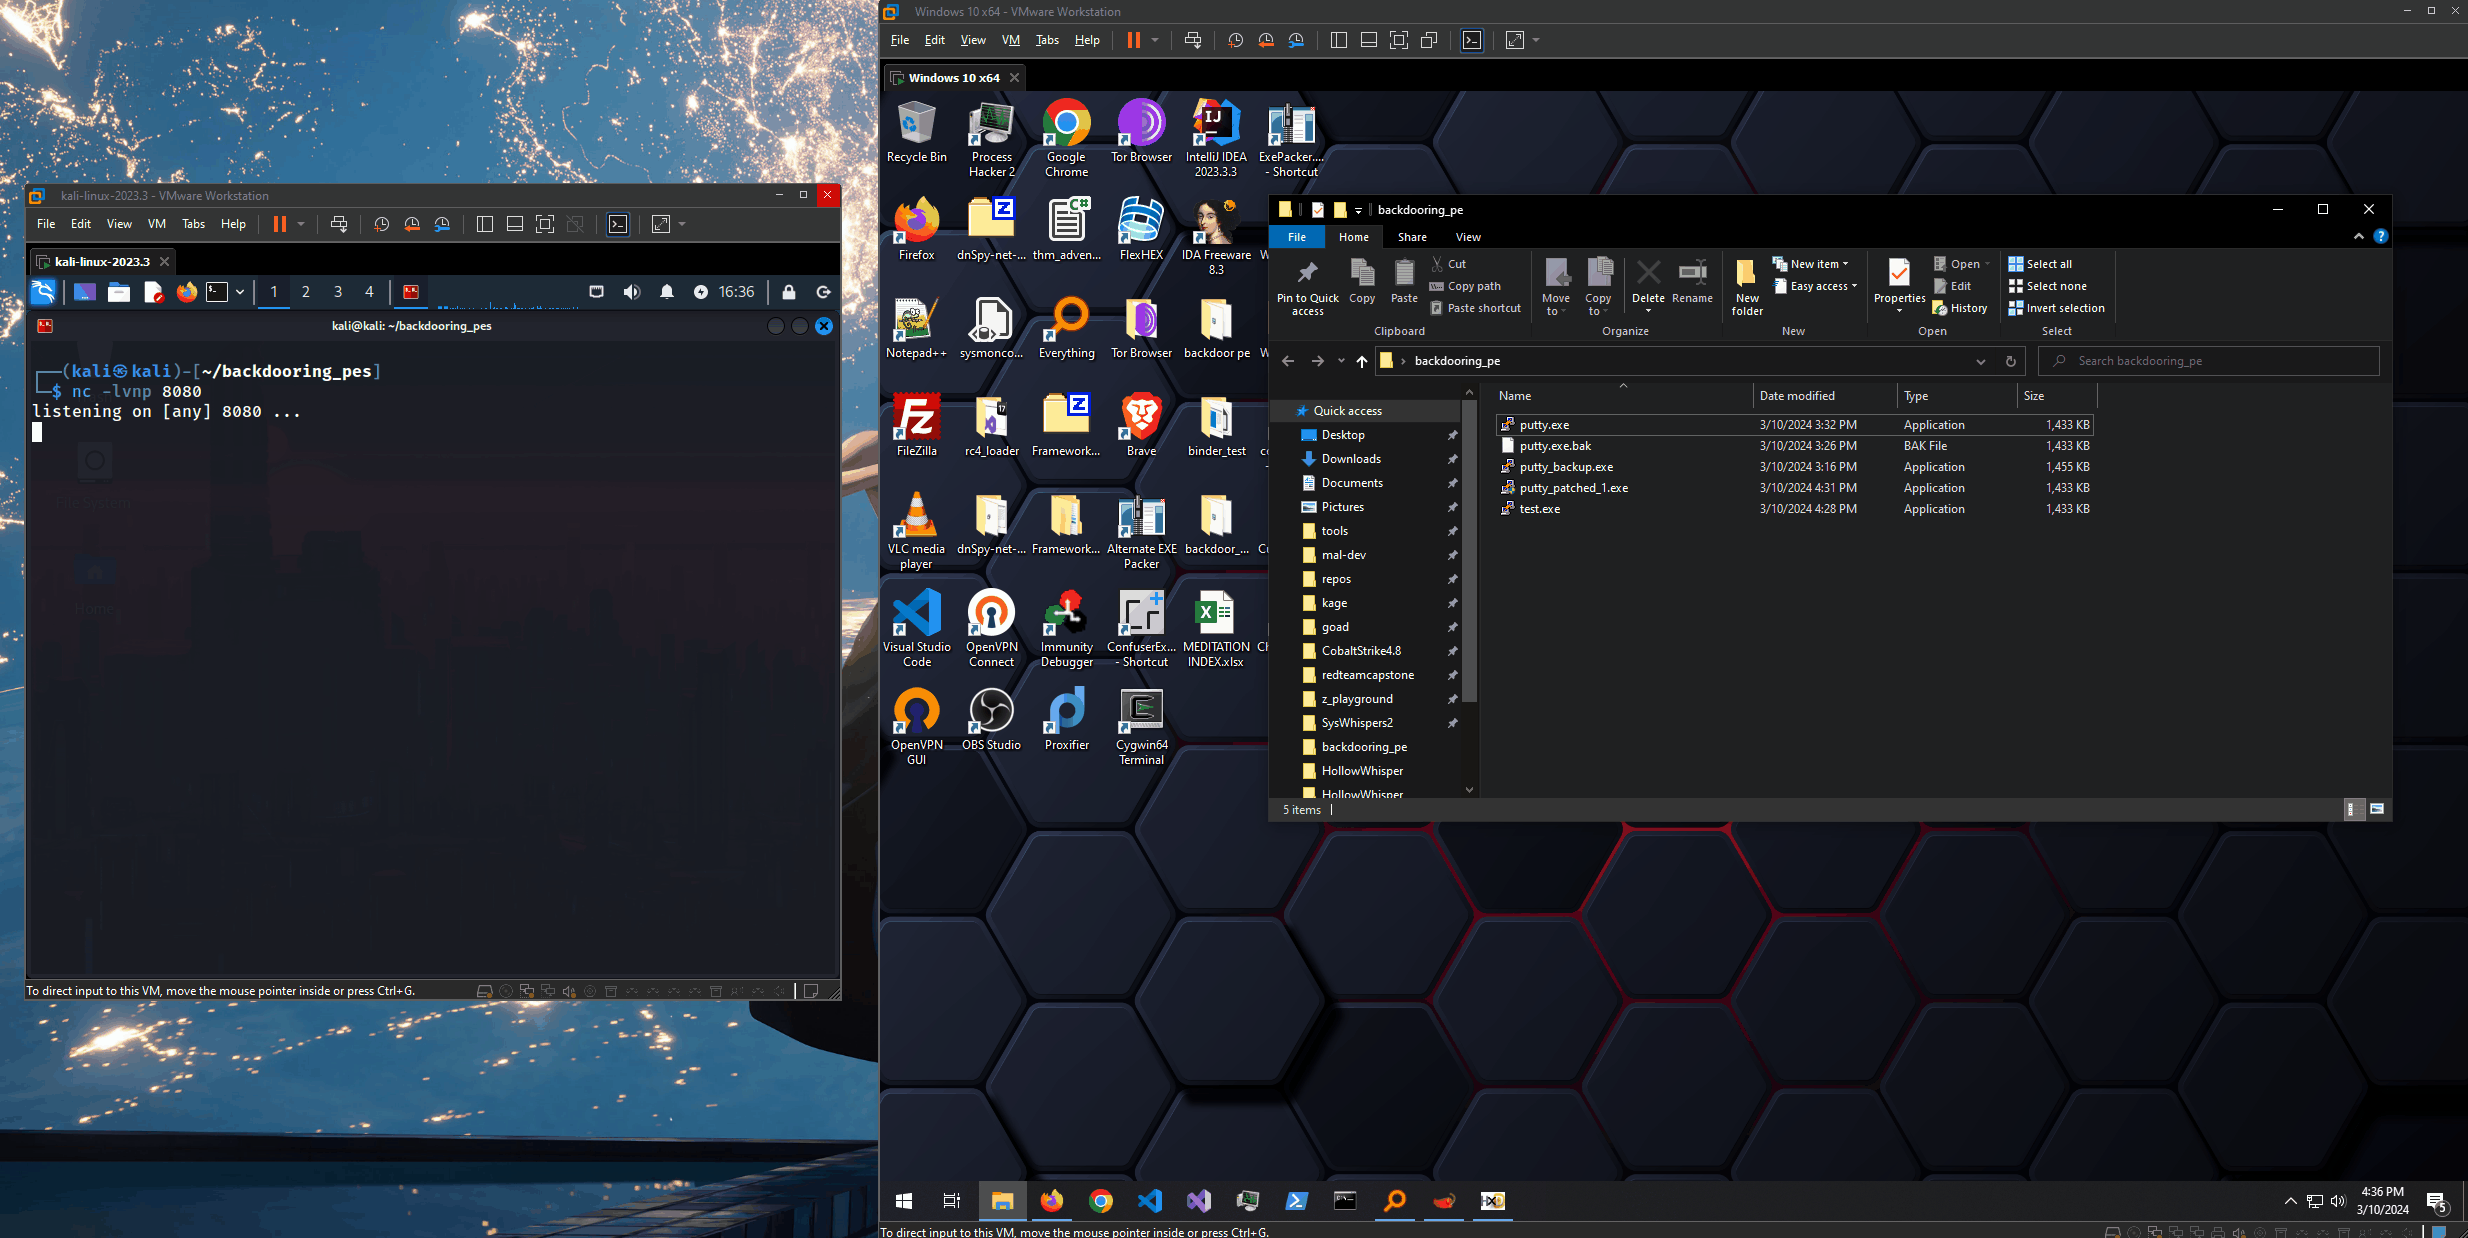 kali-linux-2023.3 - VMware Workstation
File Edit View VM Tabs Help
kali-linux-2023.3
1 2 3 4 16:36
kali@kali: ~/backdooring_pes
(kali㉿kali)-[~/backdooring_pes]
$ nc -lvnp 8080
listening on [any] 8080 ...
Home
To direct input to this VM, move the mouse pointer inside or press Ctrl+G.
Windows 10 x64 - VMware Workstation
File Edit View VM Tabs Help
Windows 10 x64
Recycle Bin
Process Hacker 2
Google Chrome
Tor Browser
IntelliJ IDEA 2023.3.3
ExePacker.... - Shortcut
Firefox
dnSpy-net-...
thm_adven...
FlexHEX
IDA Freeware 8.3
Notepad++
sysmonco...
Everything
Tor Browser
backdoor pe
FileZilla
rc4_loader
Framework...
Brave
binder_test
VLC media player
dnSpy-net-...
Framework...
Alternate EXE Packer
backdoor_...
Visual Studio Code
OpenVPN Connect
Immunity Debugger
ConfuserEx... - Shortcut
MEDITATION INDEX.xlsx
OpenVPN GUI
OBS Studio
Proxifier
Cygwin64 Terminal
backdooring_pe
File Home Share View
Pin to Quick access
Copy
Paste
Cut
Copy path
Paste shortcut
Clipboard
Move to
Copy to
Delete
Rename
Organize
New folder
New item
Easy access
New
Properties
Open
Edit
History
Open
Select all
Select none
Invert selection
Select
backdooring_pe
Search backdooring_pe
Quick access
Desktop
Downloads
Documents
Pictures
tools
mal-dev
repos
kage
goad
CobaltStrike4.8
redteamcapstone
z_playground
SysWhispers2
backdooring_pe
HollowWhisper
HollowWhisper
Name Date modified Type Size
putty.exe 3/10/2024 3:32 PM Application 1,433 KB
putty.exe.bak 3/10/2024 3:26 PM BAK File 1,433 KB
putty_backup.exe 3/10/2024 3:16 PM Application 1,455 KB
putty_patched_1.exe 3/10/2024 4:31 PM Application 1,433 KB
test.exe 3/10/2024 4:28 PM Application 1,433 KB
5 items
4:36 PM
3/10/2024
5
To direct input to this VM, move the mouse pointer inside or press Ctrl+G.